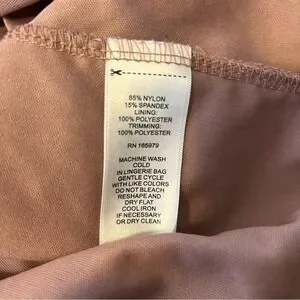 85% NYLON
15% SPANDEX
LINING:
100% POLYESTER
TRIMMING:
100% POLYESTER
RN 165979
MACHINE WASH
COLD
IN LINGERIE BAG
GENTLE CYCLE
WITH LIKE COLORS
DO NOT BLEACH
RESHAPE AND
DRY FLAT
COOL IRON
IF NECESSARY
OR DRY CLEAN